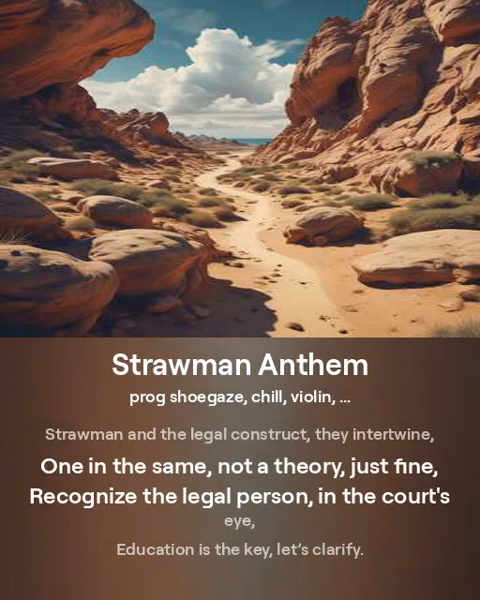 Strawman Anthem
prog shoegaze, chill, violin, ...
Strawman and the legal construct, they intertwine,
One in the same, not a theory, just fine,
Recognize the legal person, in the court's
eye,
Education is the key, let’s clarify.